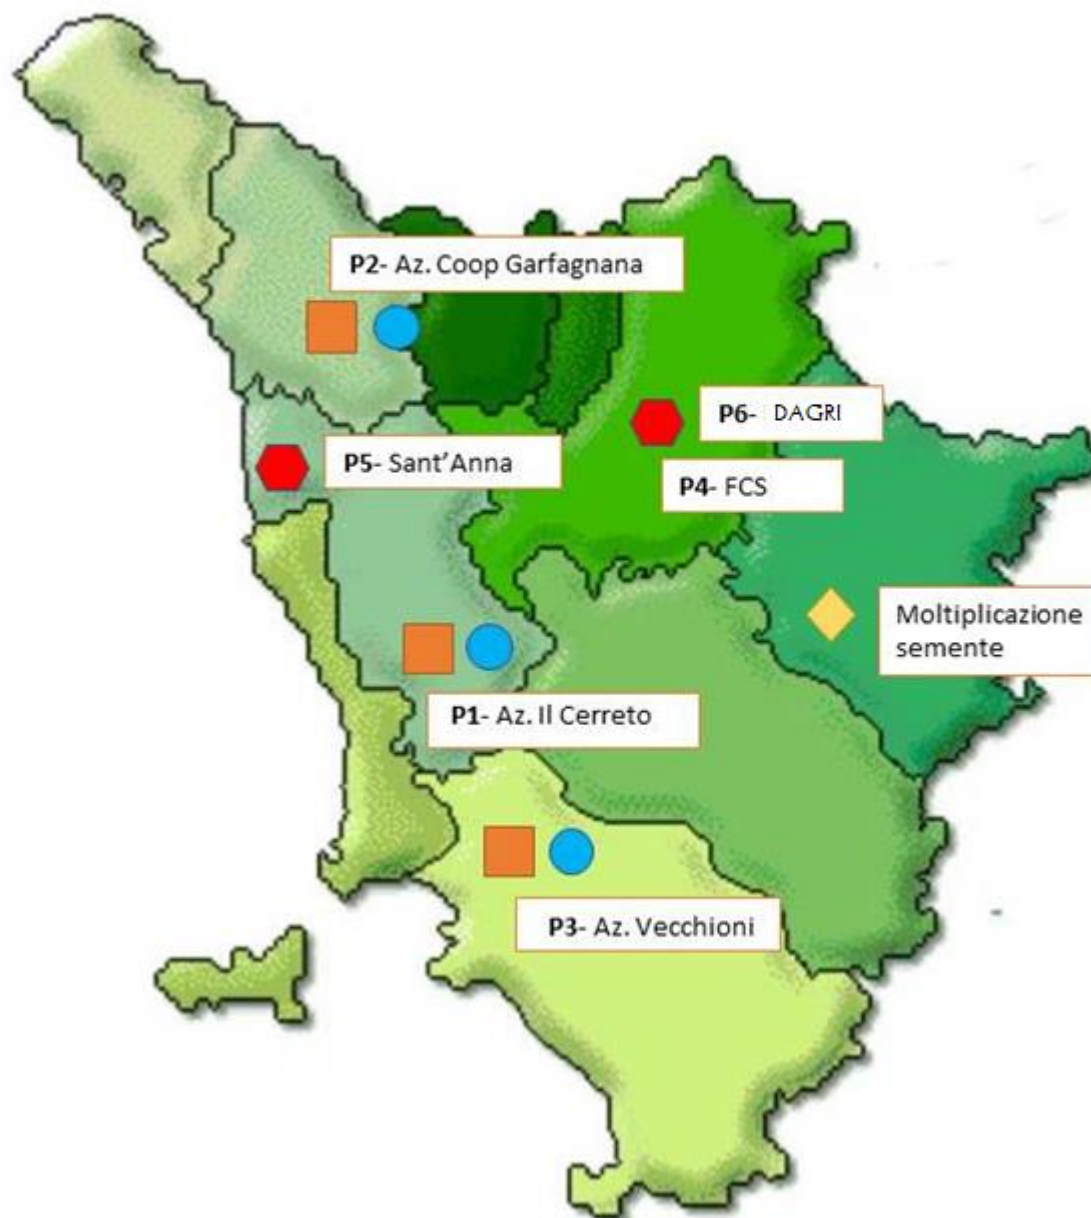 P2- Az. Coop Garfagnana
P6- DAGRI
P5- Sant'Anna
P4- FCS
Moltiplicazione
semente
P1- Az. Il Cerreto
P3- Az. Vecchioni